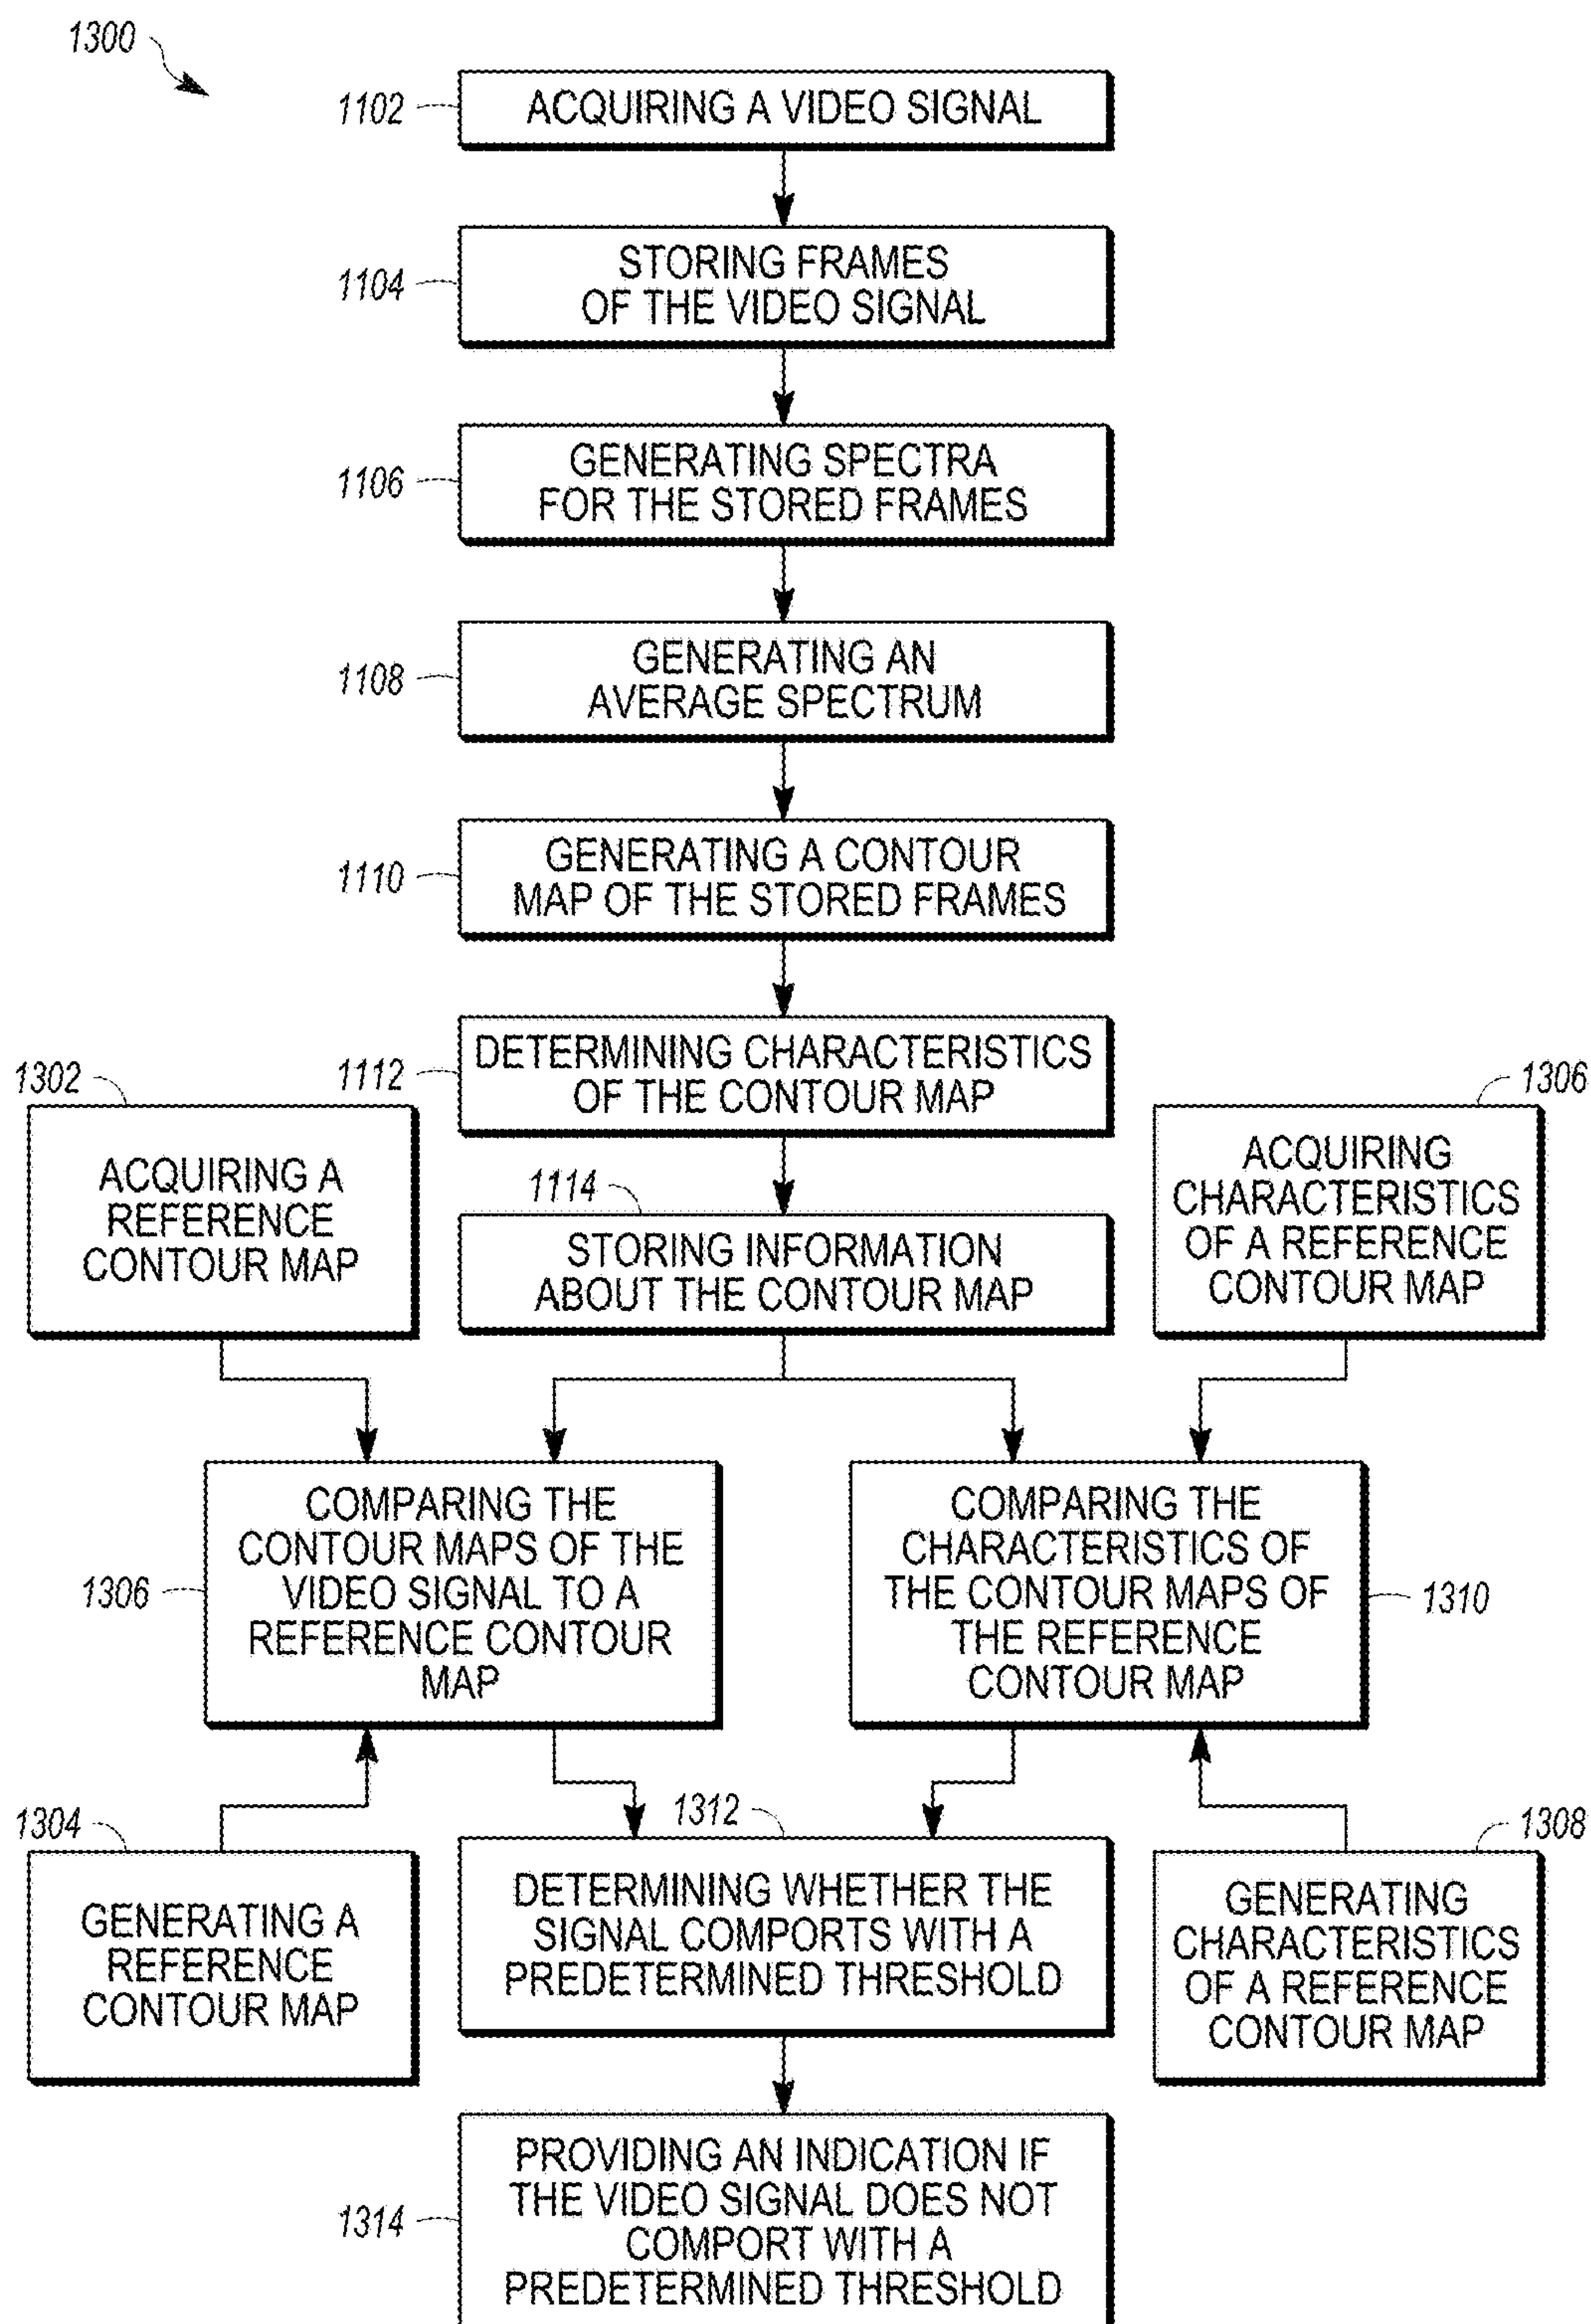 1300
1102
ACQUIRING A VIDEO SIGNAL
1104
STORING FRAMES
OF THE VIDEO SIGNAL
1106
GENERATING SPECTRA
FOR THE STORED FRAMES
1108
GENERATING AN
AVERAGE SPECTRUM
1110
GENERATING A CONTOUR
MAP OF THE STORED FRAMES
1112
DETERMINING CHARACTERISTICS
OF THE CONTOUR MAP
1302
ACQUIRING A
REFERENCE
CONTOUR MAP
1114
STORING INFORMATION
ABOUT THE CONTOUR MAP
1306
ACQUIRING
CHARACTERISTICS
OF A REFERENCE
CONTOUR MAP
1306
COMPARING THE
CONTOUR MAPS OF THE
VIDEO SIGNAL TO A
REFERENCE CONTOUR
MAP
COMPARING THE
CHARACTERISTICS OF
THE CONTOUR MAPS OF
THE REFERENCE
CONTOUR MAP
1310
1304
GENERATING A
REFERENCE
CONTOUR MAP
1312
DETERMINING WHETHER THE
SIGNAL COMPORTS WITH A
PREDETERMINED THRESHOLD
1308
GENERATING
CHARACTERISTICS
OF A REFERENCE
CONTOUR MAP
1314
PROVIDING AN INDICATION IF
THE VIDEO SIGNAL DOES NOT
COMPORT WITH A
PREDETERMINED THRESHOLD